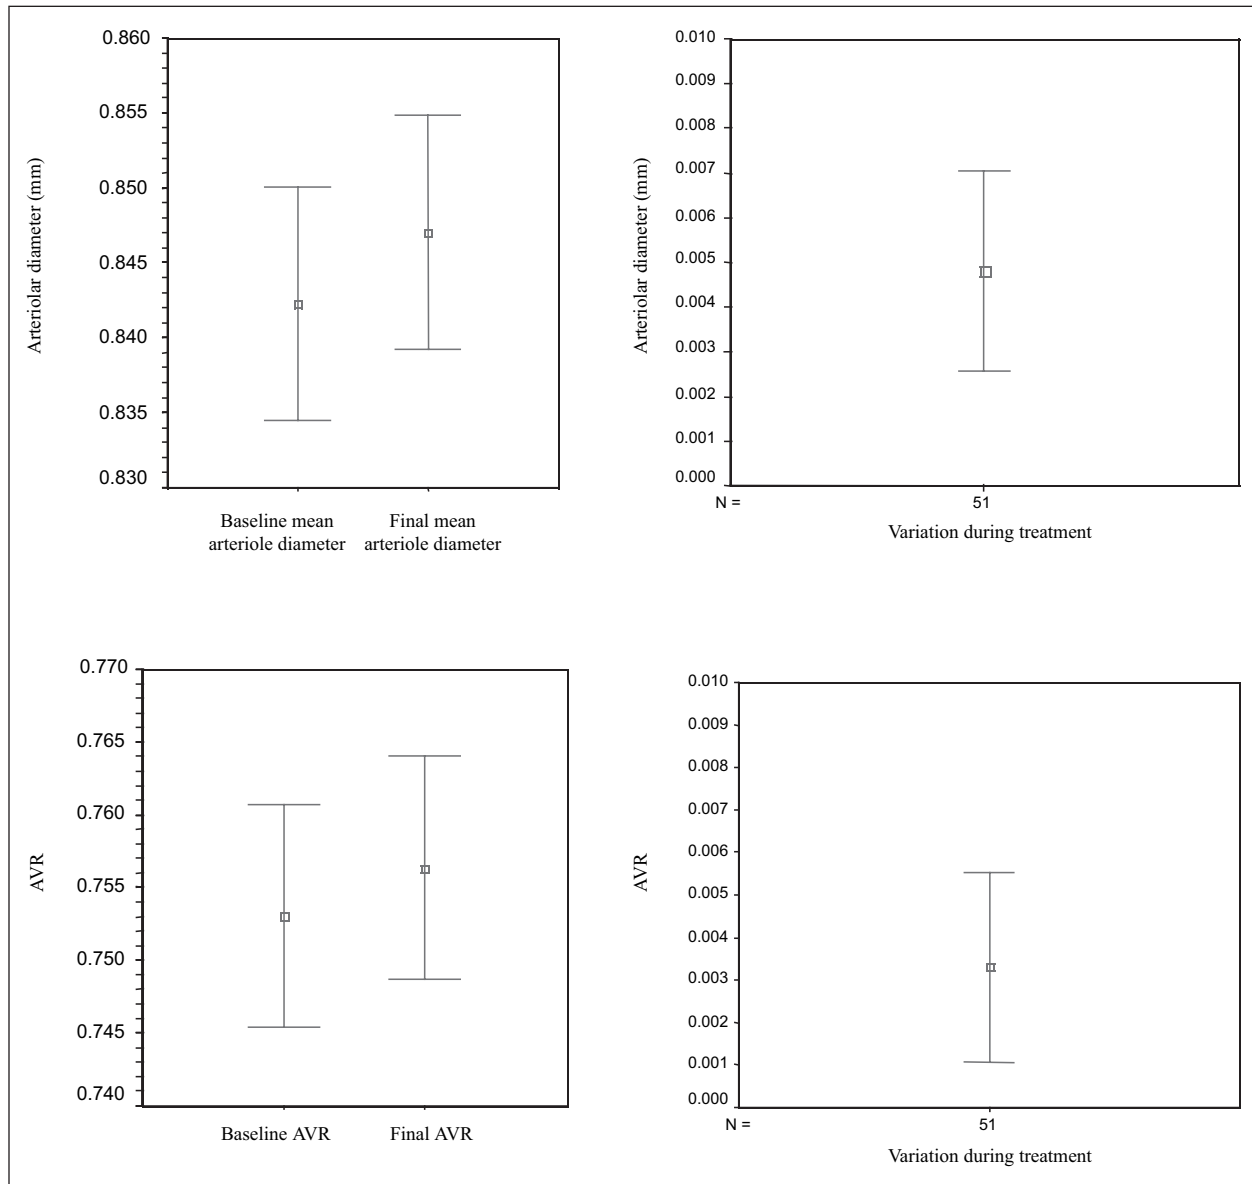 0.860
0.855
0.850
0.845
0.840
0.835
0.830
Arteriolar diameter (mm)
Baseline mean
arteriole diameter
Final mean
arteriole diameter
0.010
0.009
0.008
0.007
0.006
0.005
0.004
0.003
0.002
0.001
0.000
Arteriolar diameter (mm)
N =
51
Variation during treatment
0.770
0.765
0.760
0.755
0.750
0.745
0.740
AVR
Baseline AVR
Final AVR
0.010
0.009
0.008
0.007
0.006
0.005
0.004
0.003
0.002
0.001
0.000
AVR
N =
51
Variation during treatment